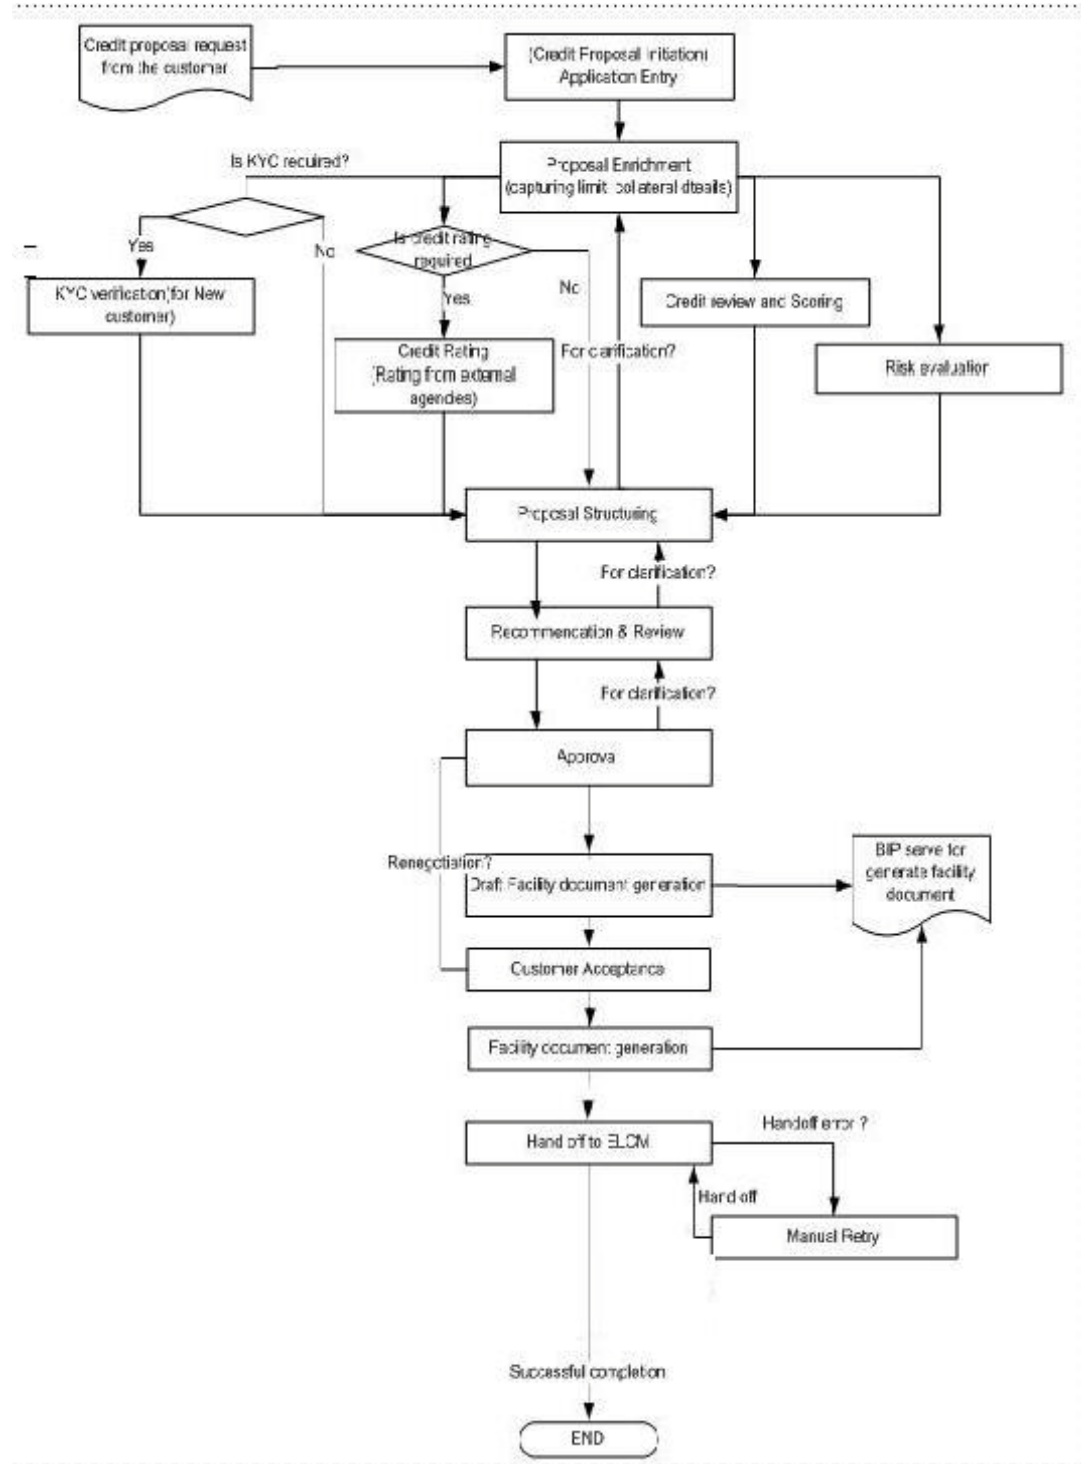 Credit proposal request
from the customer
(Credit Proposal Initiation)
Application Entry
Is KYC required?
Proposal Enrichment
(capturing limit, collateral dteails)
Yes
No
Is credit rating
required
KYC verification(for New
customer)
Yes
No
Credit review and Scoring
Credit Rating
(Rating from external
agencies)
For clarification?
Risk evaluation
Proposal Structuring
For clarification?
Recommendation & Review
For clarification?
Approval
Renegotiation?
Draft Facility document generation
BIP serve for
generate facility
document
Customer Acceptance
Facility document generation
Hand off to ELCM
Handoff error ?
Hand off
Manual Retry
Successful completion
END